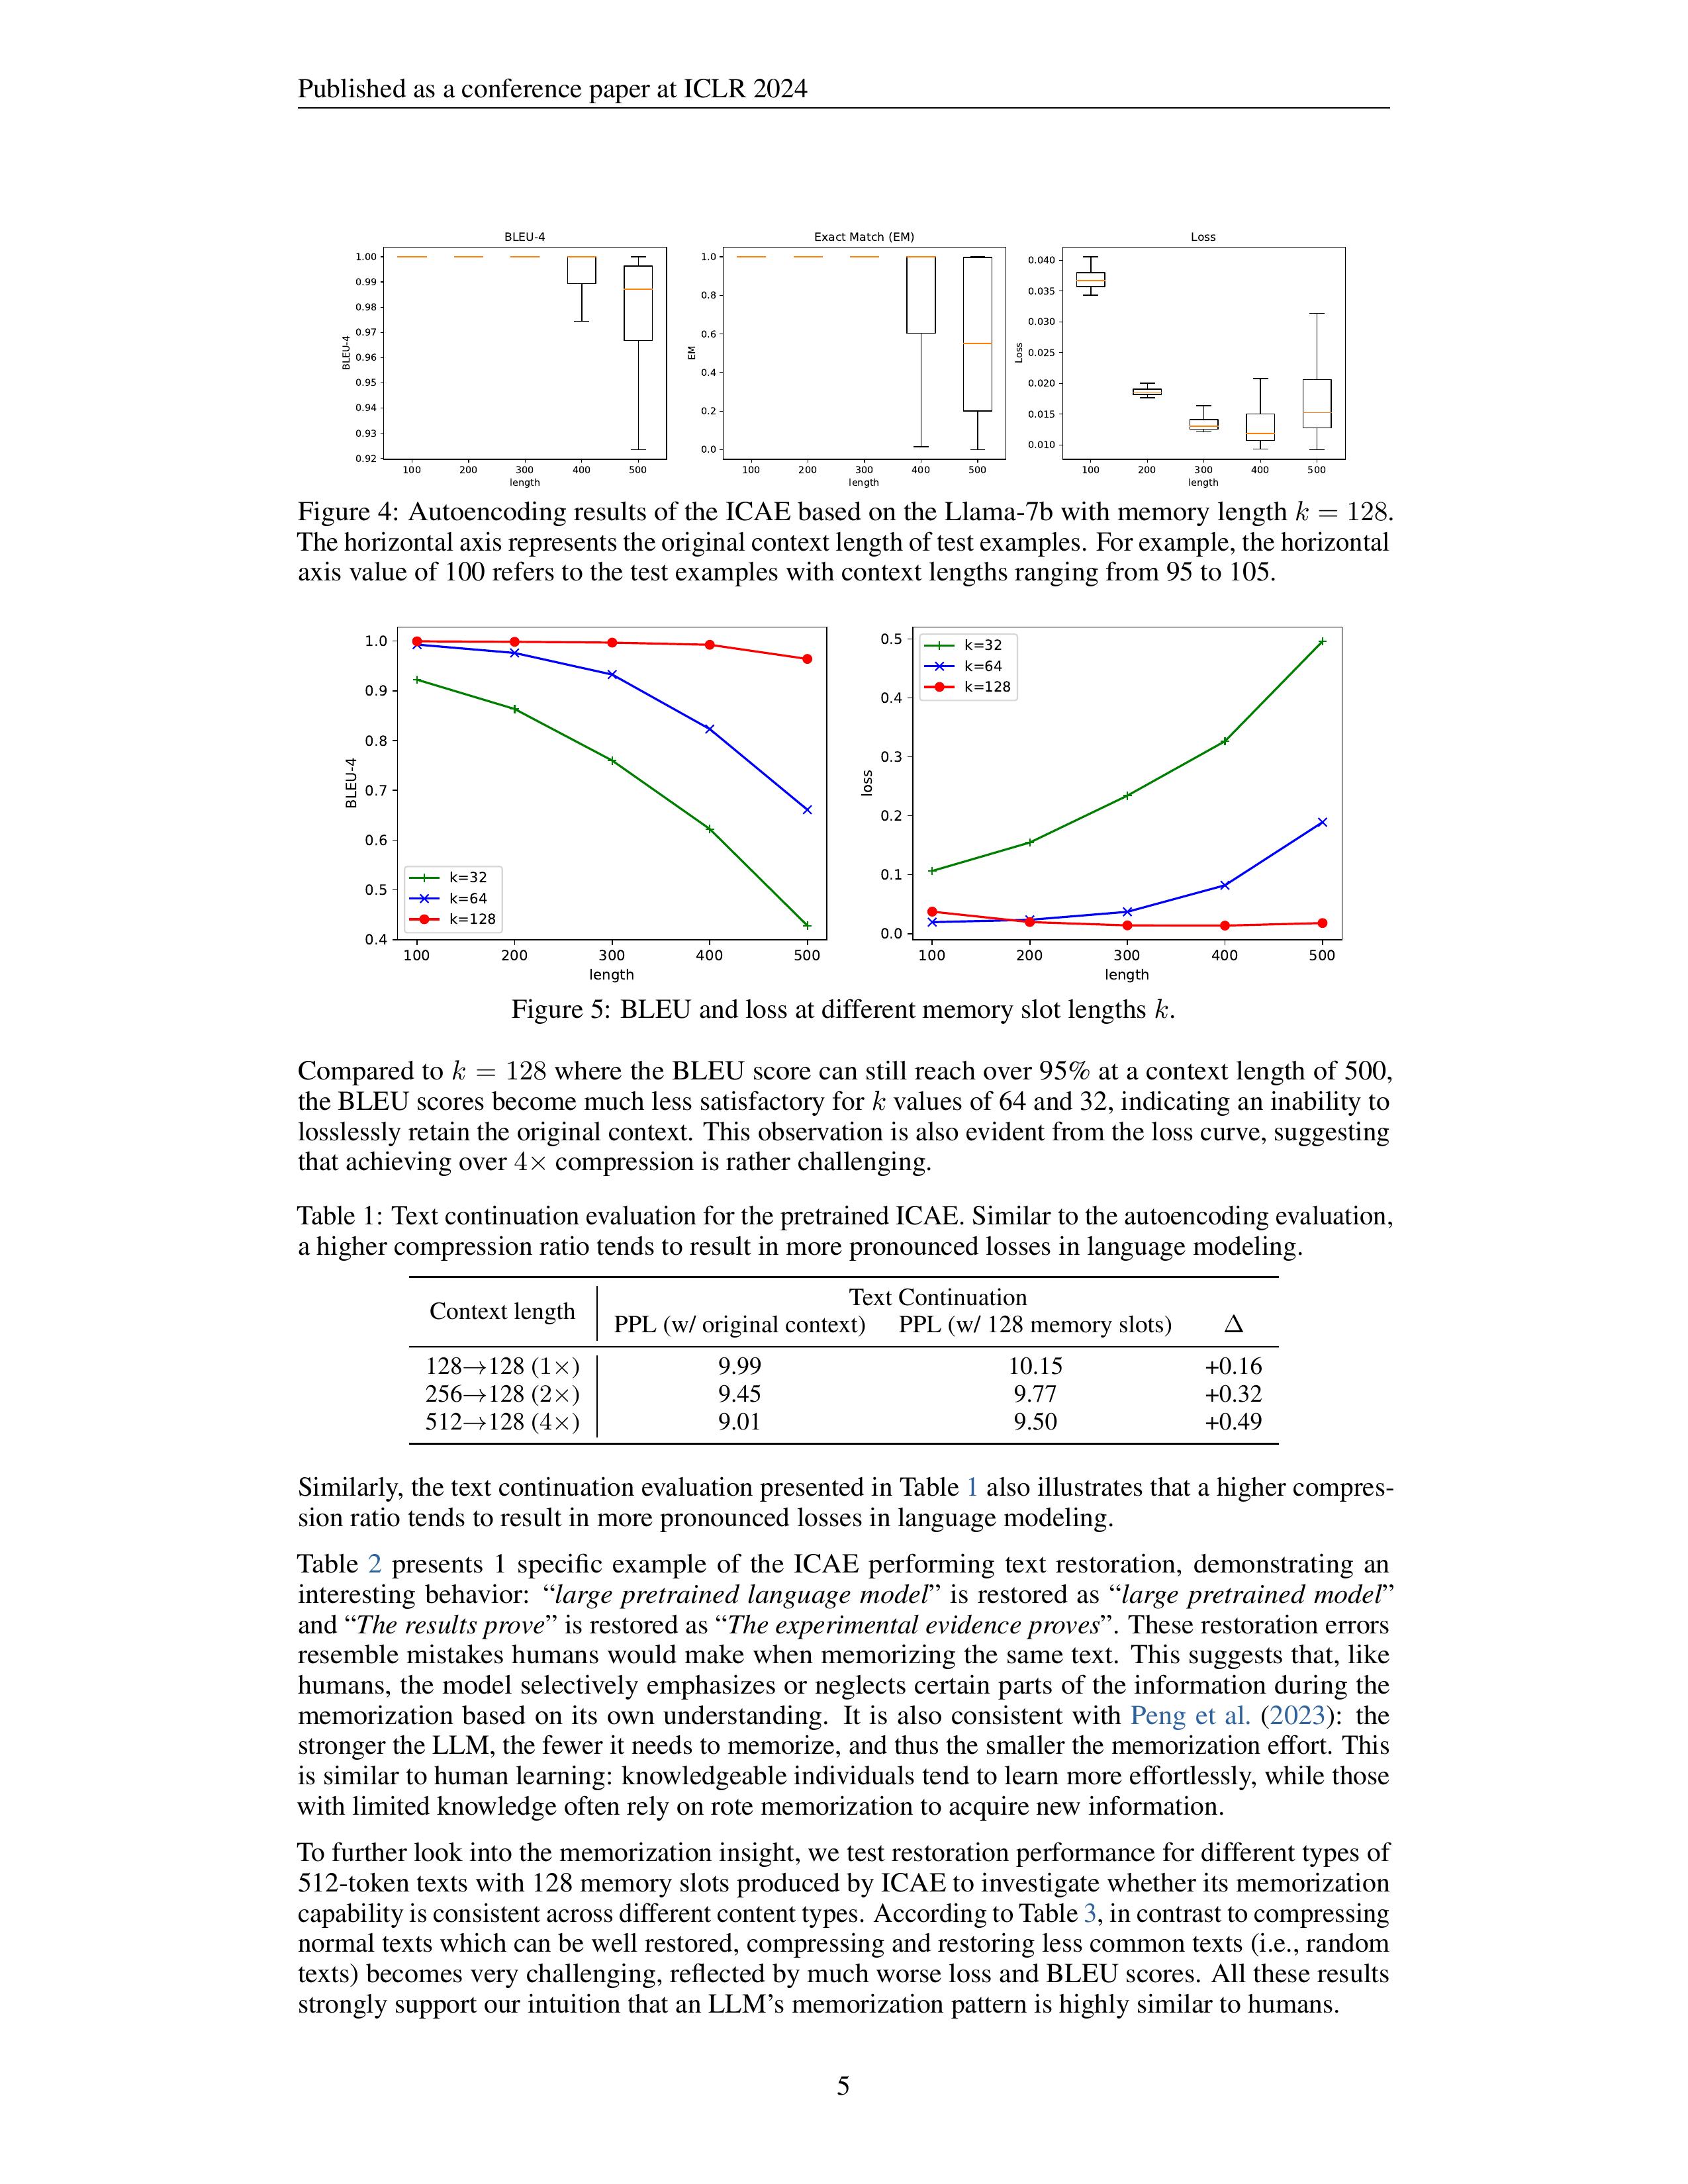 Published as a conference paper at ICLR 2024
BLEU-4
1.00
0.99
0.98
0.97
0.96
0.95
0.94
0.93
0.92
BLEU-4
100 200 300 400 500
length
Exact Match (EM)
1.0
0.8
0.6
0.4
0.2
0.0
EM
100 200 300 400 500
length
Loss
0.040
0.035
0.030
0.025
0.020
0.015
0.010
Loss
100 200 300 400 500
length
Figure 4: Autoencoding results of the ICAE based on the Llama-7b with memory length k = 128.
The horizontal axis represents the original context length of test examples. For example, the horizontal
axis value of 100 refers to the test examples with context lengths ranging from 95 to 105.
1.0
0.9
0.8
0.7
0.6
0.5
0.4
BLEU-4
k=32
k=64
k=128
100 200 300 400 500
length
0.5
0.4
0.3
0.2
0.1
0.0
loss
k=32
k=64
k=128
100 200 300 400 500
length
Figure 5: BLEU and loss at different memory slot lengths k.
Compared to k = 128 where the BLEU score can still reach over 95% at a context length of 500,
the BLEU scores become much less satisfactory for k values of 64 and 32, indicating an inability to
losslessly retain the original context. This observation is also evident from the loss curve, suggesting
that achieving over 4× compression is rather challenging.
Table 1: Text continuation evaluation for the pretrained ICAE. Similar to the autoencoding evaluation,
a higher compression ratio tends to result in more pronounced losses in language modeling.
Text Continuation
Context length PPL (w/ original context) PPL (w/ 128 memory slots) Δ
128→128 (1×) 9.99 10.15 +0.16
256→128 (2×) 9.45 9.77 +0.32
512→128 (4×) 9.01 9.50 +0.49
Similarly, the text continuation evaluation presented in Table 1 also illustrates that a higher compres-
sion ratio tends to result in more pronounced losses in language modeling.
Table 2 presents 1 specific example of the ICAE performing text restoration, demonstrating an
interesting behavior: “large pretrained language model” is restored as “large pretrained model”
and “The results prove” is restored as “The experimental evidence proves”. These restoration errors
resemble mistakes humans would make when memorizing the same text. This suggests that, like
humans, the model selectively emphasizes or neglects certain parts of the information during the
memorization based on its own understanding. It is also consistent with Peng et al. (2023): the
stronger the LLM, the fewer it needs to memorize, and thus the smaller the memorization effort. This
is similar to human learning: knowledgeable individuals tend to learn more effortlessly, while those
with limited knowledge often rely on rote memorization to acquire new information.
To further look into the memorization insight, we test restoration performance for different types of
512-token texts with 128 memory slots produced by ICAE to investigate whether its memorization
capability is consistent across different content types. According to Table 3, in contrast to compressing
normal texts which can be well restored, compressing and restoring less common texts (i.e., random
texts) becomes very challenging, reflected by much worse loss and BLEU scores. All these results
strongly support our intuition that an LLM’s memorization pattern is highly similar to humans.
5